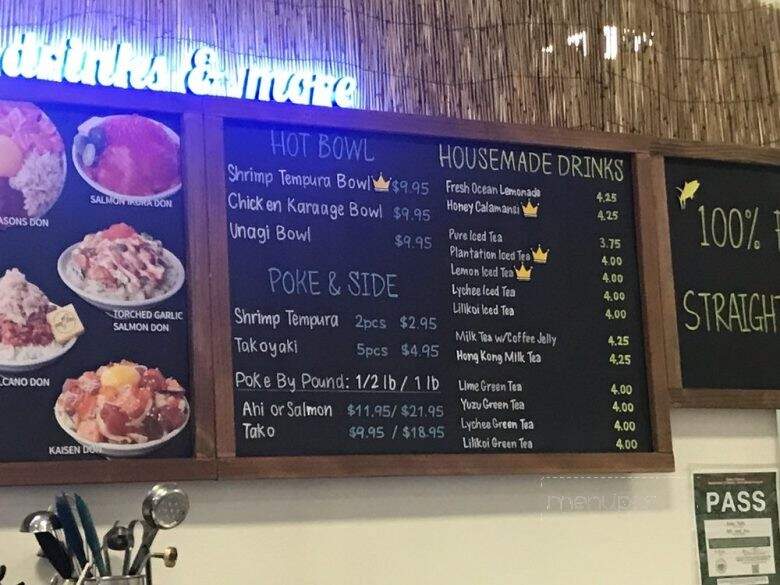 drinks & more
SALMON IKURA DON
ASONS DON
TORCHED GARLIC
SALMON DON
LCANO DON
KAISEN DON
HOT BOWL
Shrimp Tempura Bowl $9.95
Chicken Karaage Bowl $9.95
Unagi Bowl $9.95
POKE & SIDE
Shrimp Tempura 2pcs $2.95
Takoyaki 5pcs $4.95
Poke By Pound: 1/2 lb / 1 lb
Ahi or Salmon $11.95/ $21.95
Tako $9.95 / $18.95
HOUSEMADE DRINKS
Fresh Ocean Lemonade 4.25
Honey Calamansi 4.25
Pure Iced Tea 3.75
Plantation Iced Tea 4.00
Lemon Iced Tea 4.00
Lychee Iced Tea 4.00
Lilikoi Iced Tea 4.00
Milk Tea w/Coffee Jelly 4.25
Hong Kong Milk Tea 4.25
Lime Green Tea 4.00
Yuzu Green Tea 4.00
Lychee Green Tea 4.00
Lilikoi Green Tea 4.00
100%
STRAIGH
menupix
PASS